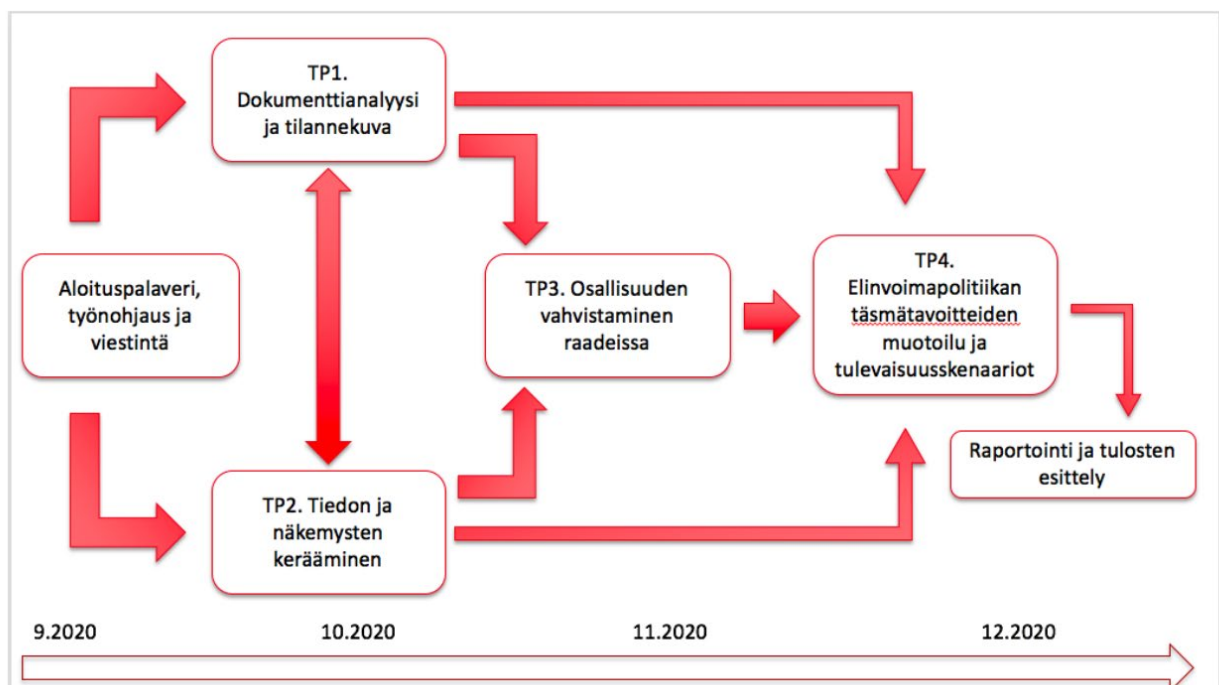 TP1.
Dokumenttianalyysi
ja tilannekuva
Aloituspalaveri,
työnohjaus ja
viestintä
TP3. Osallisuuden
vahvistaminen
raadeissa
TP4.
Elinvoimapolitiikan
täsmätavoitteiden
muotoilu ja
tulevaisuusskenaariot
TP2. Tiedon ja
näkemysten
kerääminen
Raportointi ja tulosten
esittely
9.2020
10.2020
11.2020
12.2020